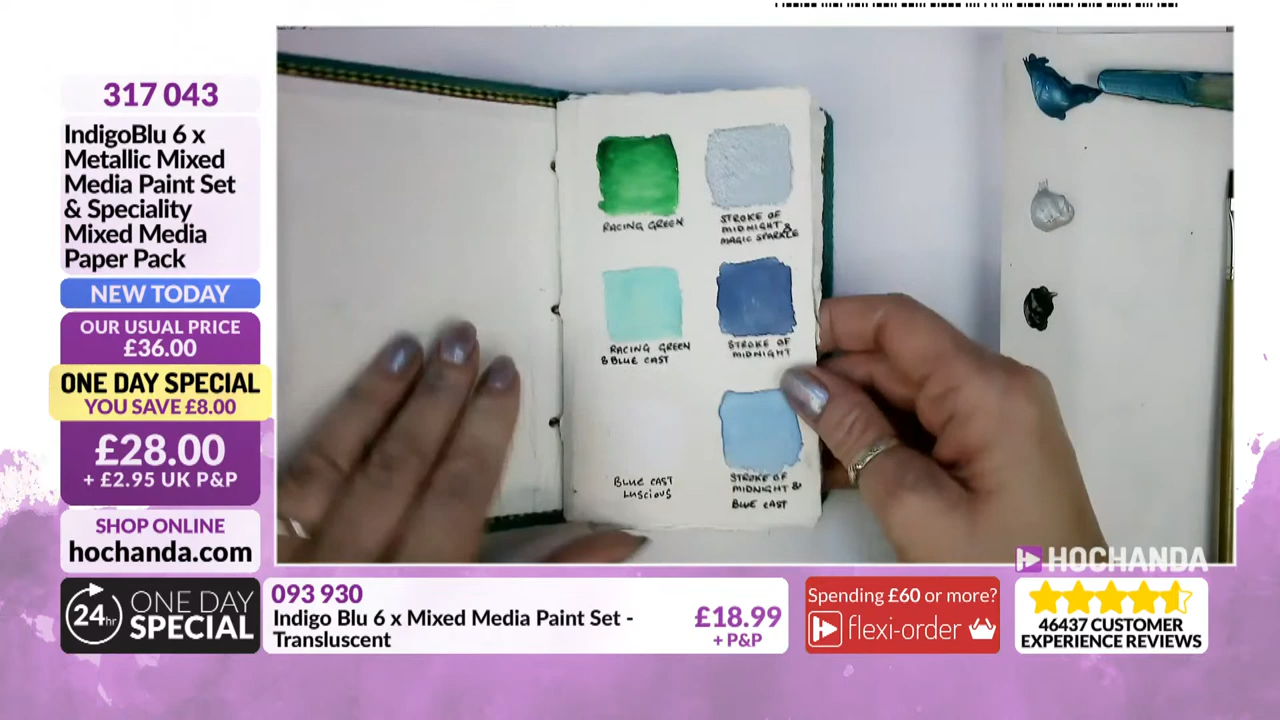 317 043
IndigoBlu 6 x
Metallic Mixed
Media Paint Set
& Speciality
Mixed Media
Paper Pack
NEW TODAY
OUR USUAL PRICE
£36.00
ONE DAY SPECIAL
YOU SAVE £8.00
£28.00
+ £2.95 UK P&P
SHOP ONLINE
hochanda.com
RACING GREEN
STROKE OF
MIDNIGHT &
MAGIC SPARKLE
RACING GREEN
& BLUE CAST
STROKE OF
MIDNIGHT
BLUE CAST
LUSCIOUS
STROKE OF
MIDNIGHT &
BLUE CAST
HOCHANDA
24hr
ONE DAY
SPECIAL
093 930
Indigo Blu 6 x Mixed Media Paint Set -
Transluscent
£18.99
+ P&P
Spending £60 or more?
flexi-order
46437 CUSTOMER
EXPERIENCE REVIEWS